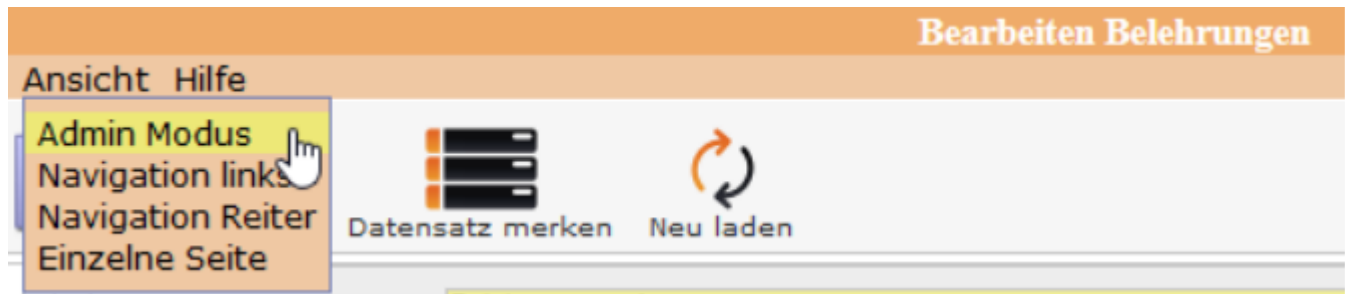 Bearbeiten Belehrungen
Ansicht Hilfe
Admin Modus
Navigation links
Navigation Reiter
Einzelne Seite
Datensatz merken
Neu laden